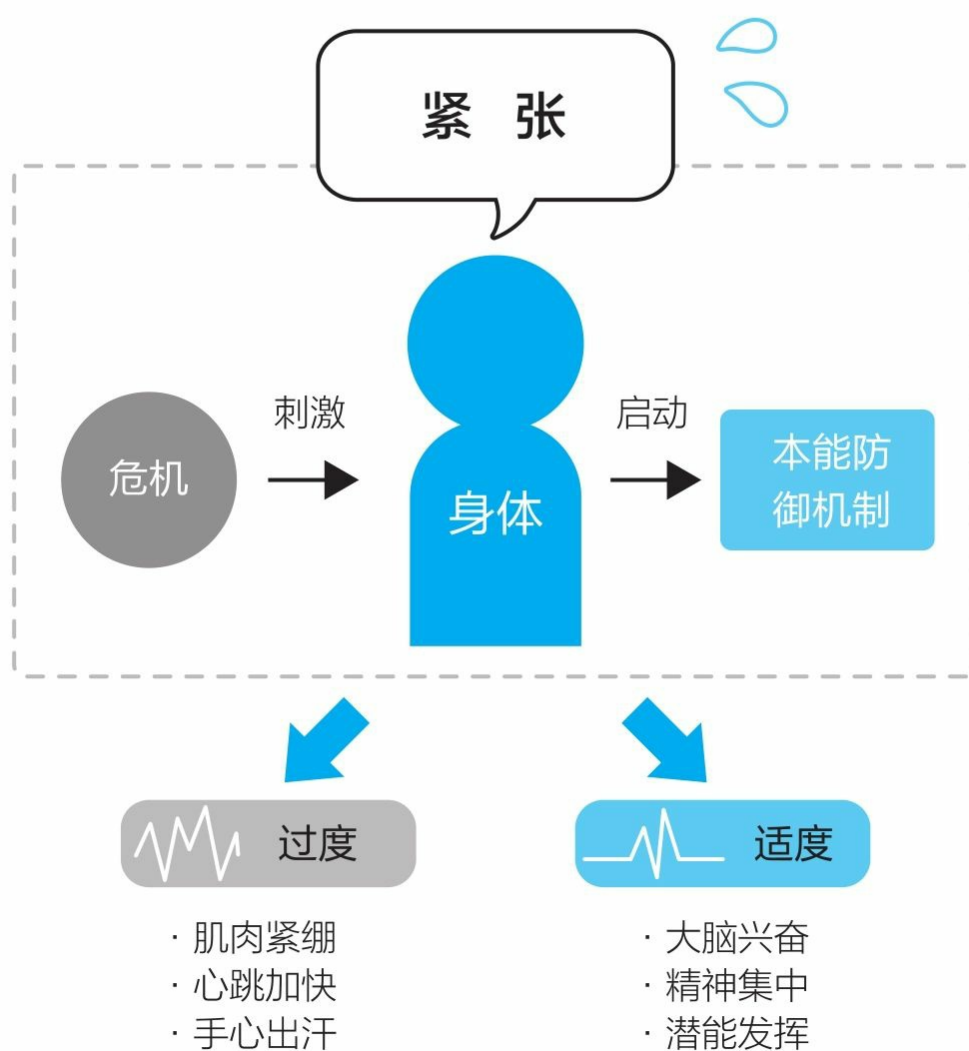 紧 张
危机
刺激
身体
启动
本能防
御机制
过度
· 肌肉紧绷
· 心跳加快
· 手心出汗
适度
· 大脑兴奋
· 精神集中
· 潜能发挥